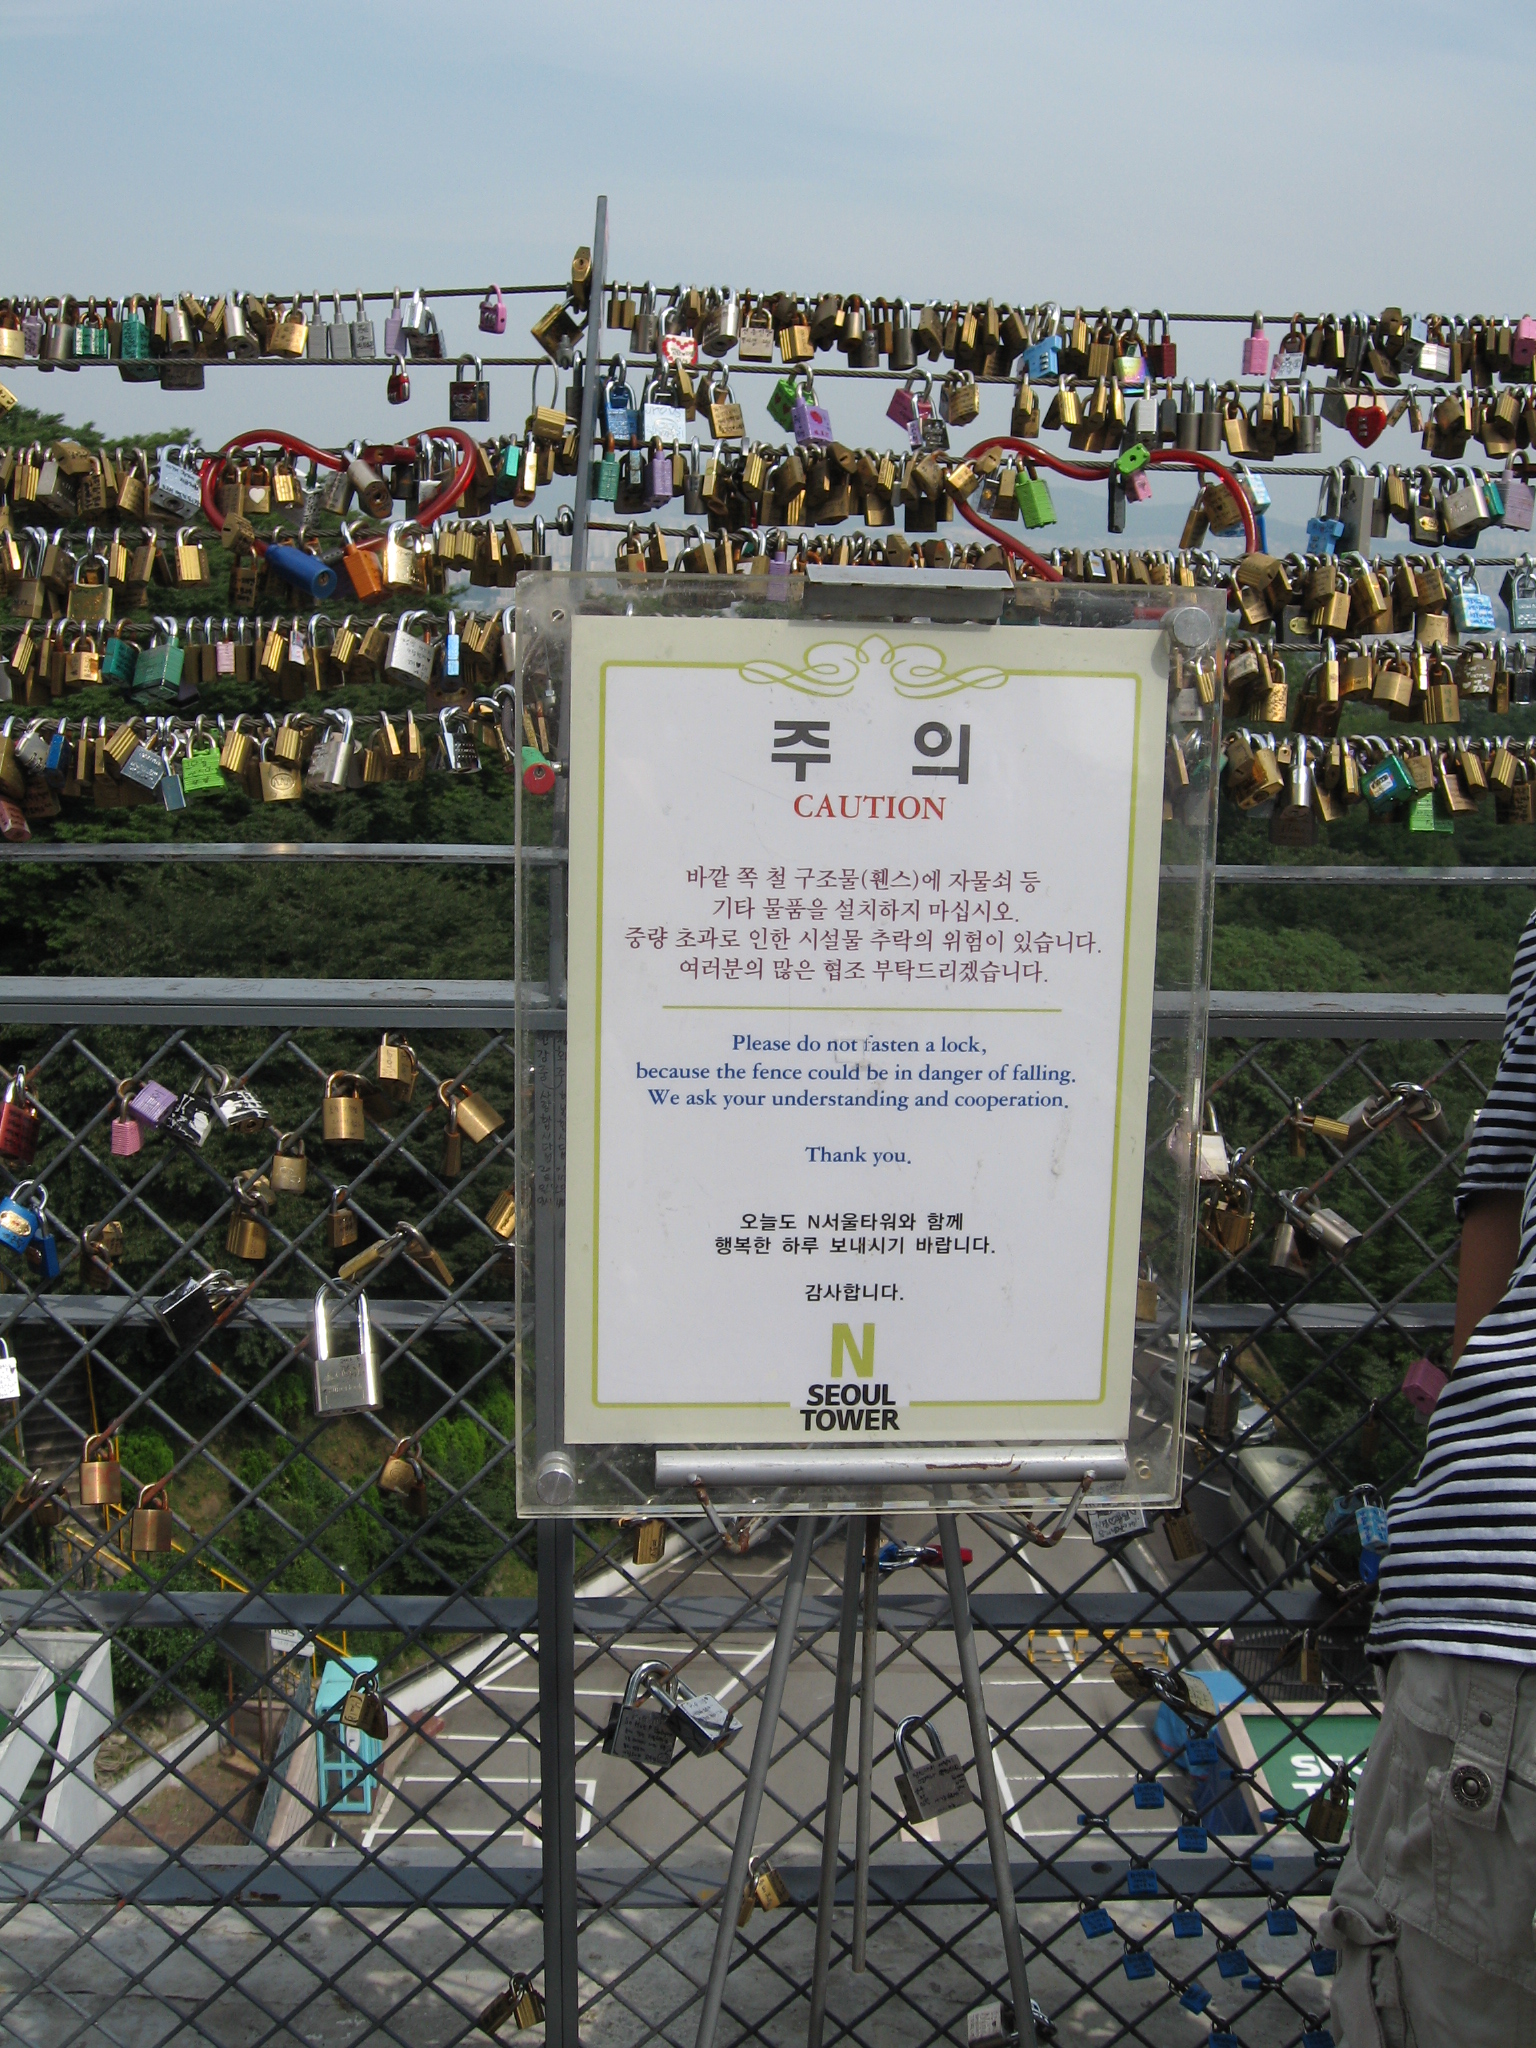 주 의
CAUTION
바깥 쪽 철 구조물(휀스)에 자물쇠 등
기타 물품을 설치하지 마십시오.
중량 초과로 인한 시설물 추락의 위험이 있습니다.
여러분의 많은 협조 부탁드리겠습니다.
Please do not fasten a lock,
because the fence could be in danger of falling.
We ask your understanding and cooperation.
Thank you.
오늘도 N서울타워와 함께
행복한 하루 보내시기 바랍니다.
감사합니다.
N
SEOUL
TOWER